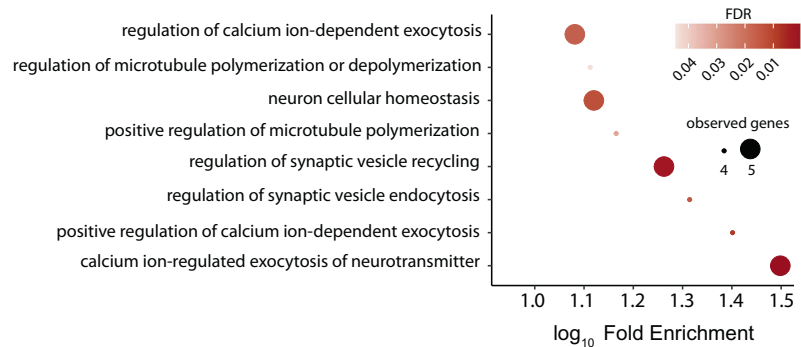 regulation of calcium ion-dependent exocytosis
regulation of microtubule polymerization or depolymerization
neuron cellular homeostasis
positive regulation of microtubule polymerization
regulation of synaptic vesicle recycling
regulation of synaptic vesicle endocytosis
positive regulation of calcium ion-dependent exocytosis
calcium ion-regulated exocytosis of neurotransmitter
FDR
0.04 0.03 0.02 0.01
observed genes
4 5
1.0 1.1 1.2 1.3 1.4 1.5
log10 Fold Enrichment